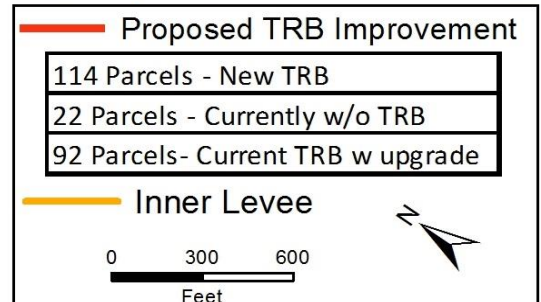 Proposed TRB Improvement
114 Parcels - New TRB
22 Parcels - Currently w/o TRB
92 Parcels- Current TRB w upgrade
Inner Levee
N
0 300 600
Feet